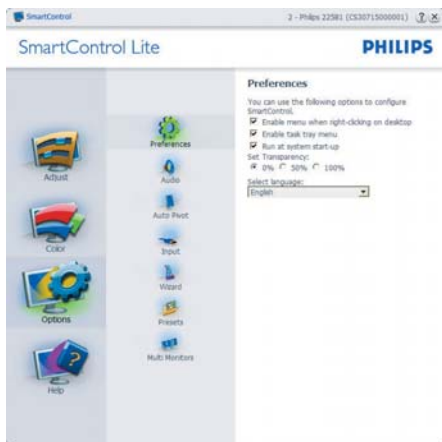 SmartControl
2 - Philips 225B1 (CS30715000001)
SmartControl Lite
PHILIPS
Adjust
Color
Options
Help
Preferences
Audio
Auto Pivot
Input
Wizard
Presets
Multi Monitors
Preferences
You can use the following options to configure
SmartControl.
Enable menu when right-clicking on desktop
Enable task tray menu
Run at system start-up
Set Transparency:
0% 50% 100%
Select language:
English